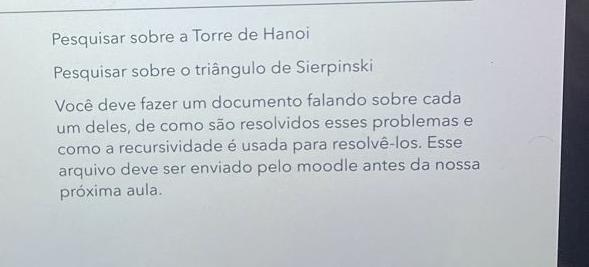 Pesquisar sobre a Torre de Hanoi
Pesquisar sobre o triângulo de Sierpinski
Você deve fazer um documento falando sobre cada
um deles, de como são resolvidos esses problemas e
como a recursividade é usada para resolvê-los. Esse
arquivo deve ser enviado pelo moodle antes da nossa
próxima aula.